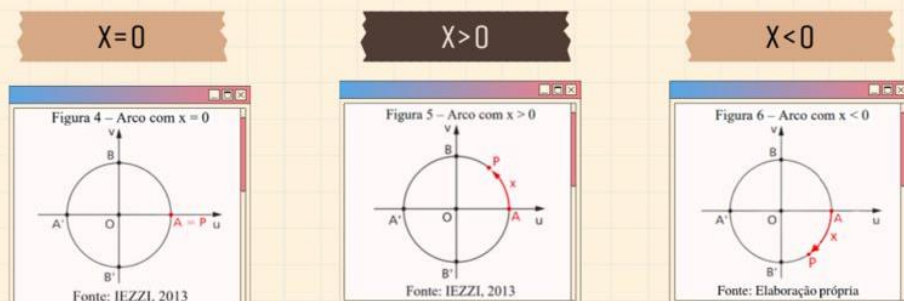 X=0
X>0
X<0
Figura 4 – Arco com x = 0
v
B
A'
O
A = P
u
B'
Fonte: IEZZI, 2013
Figura 5 – Arco com x > 0
v
B
P
x
A'
O
A
u
B'
Fonte: IEZZI, 2013
Figura 6 – Arco com x < 0
v
B
A'
O
A
u
x
P
B'
Fonte: Elaboração própria